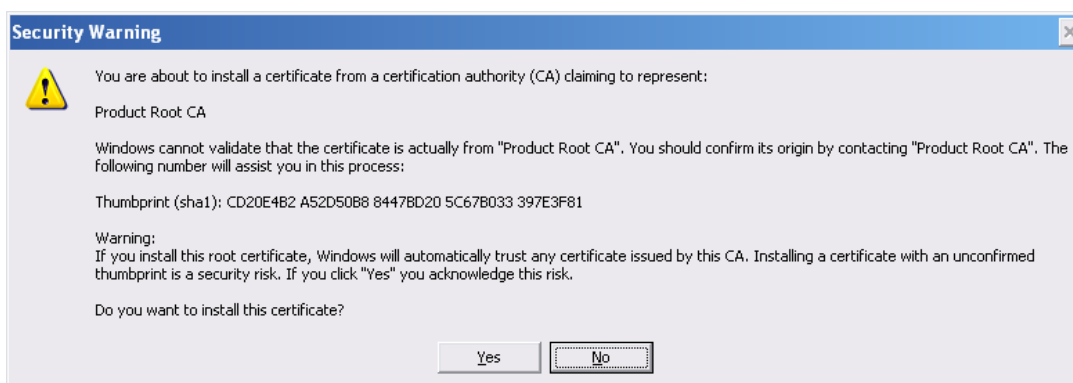 Security Warning
You are about to install a certificate from a certification authority (CA) claiming to represent:
Product Root CA
Windows cannot validate that the certificate is actually from "Product Root CA". You should confirm its origin by contacting "Product Root CA". The
following number will assist you in this process:
Thumbprint (sha1): CD20E4B2 A52D50B8 8447BD20 5C67B033 397E3F81
Warning:
If you install this root certificate, Windows will automatically trust any certificate issued by this CA. Installing a certificate with an unconfirmed
thumbprint is a security risk. If you click "Yes" you acknowledge this risk.
Do you want to install this certificate?
Yes No